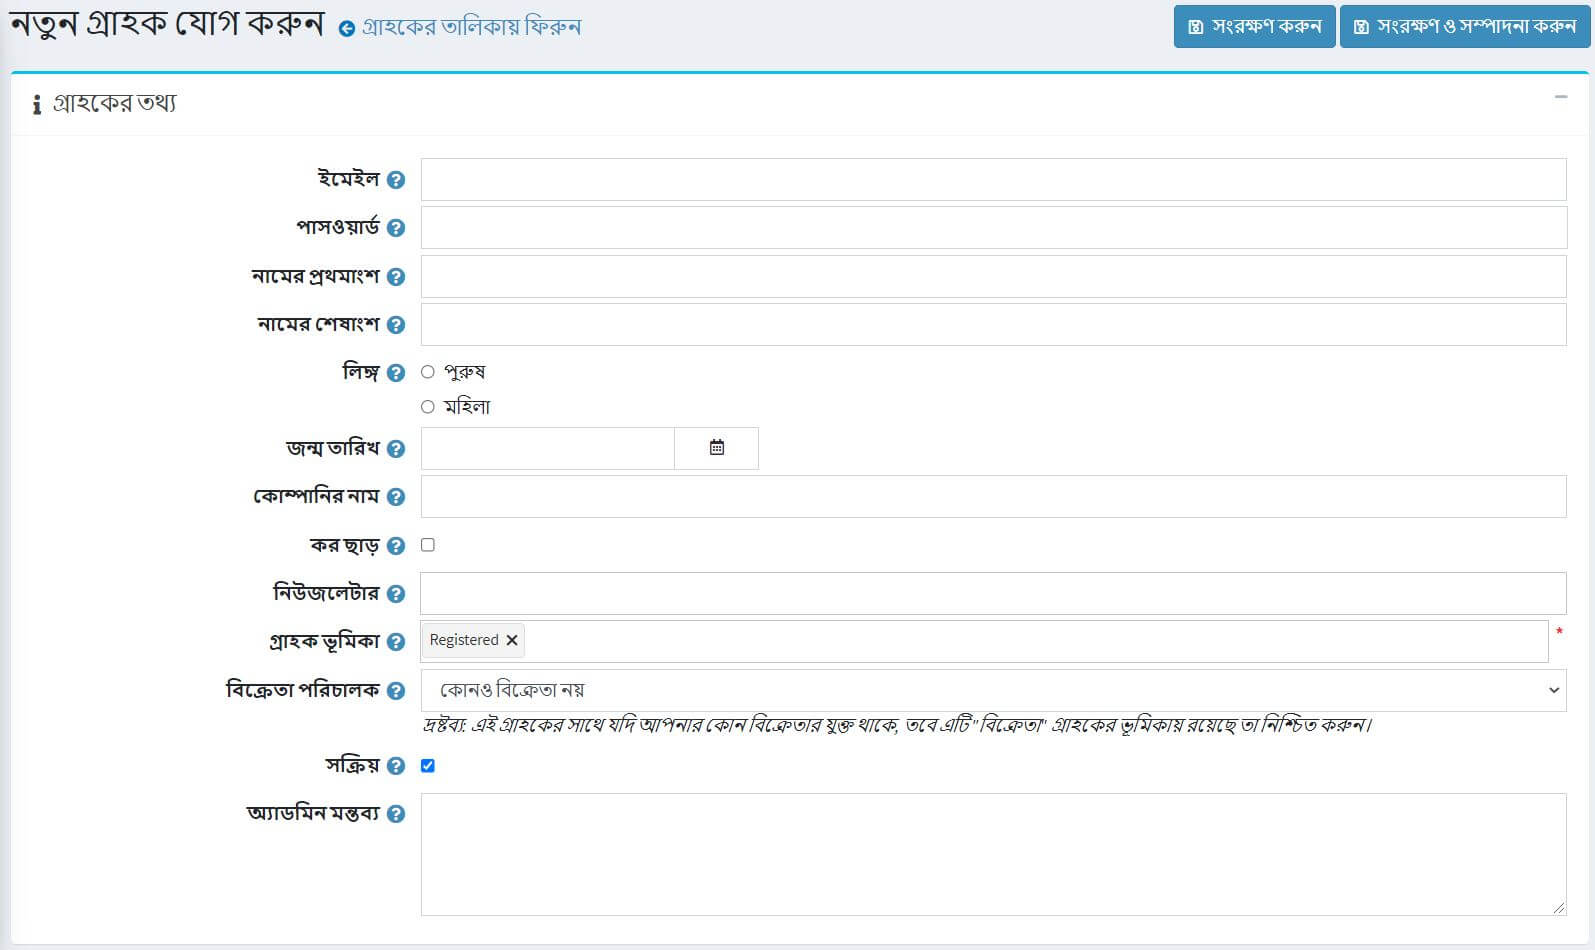 নতুন গ্রাহক যোগ করুন গ্রাহকের তালিকায় ফিরুন সংরক্ষণ করুন সংরক্ষণ ও সম্পাদনা করুন
গ্রাহকের তথ্য
ইমেইল
পাসওয়ার্ড
নামের প্রথমাংশ
নামের শেষাংশ
লিঙ্গ পুরুষ
মহিলা
জন্ম তারিখ
কোম্পানির নাম
কর ছাড়
নিউজলেটার
গ্রাহক ভূমিকা Registered *
বিক্রেতা পরিচালক কোনও বিক্রেতা নয়
দ্রষ্টব্য: এই গ্রাহকের সাথে যদি আপনার কোন বিক্রেতার যুক্ত থাকে, তবে এটি "বিক্রেতা" গ্রাহকের ভূমিকায় রয়েছে তা নিশ্চিত করুন।
সক্রিয়
অ্যাডমিন মন্তব্য